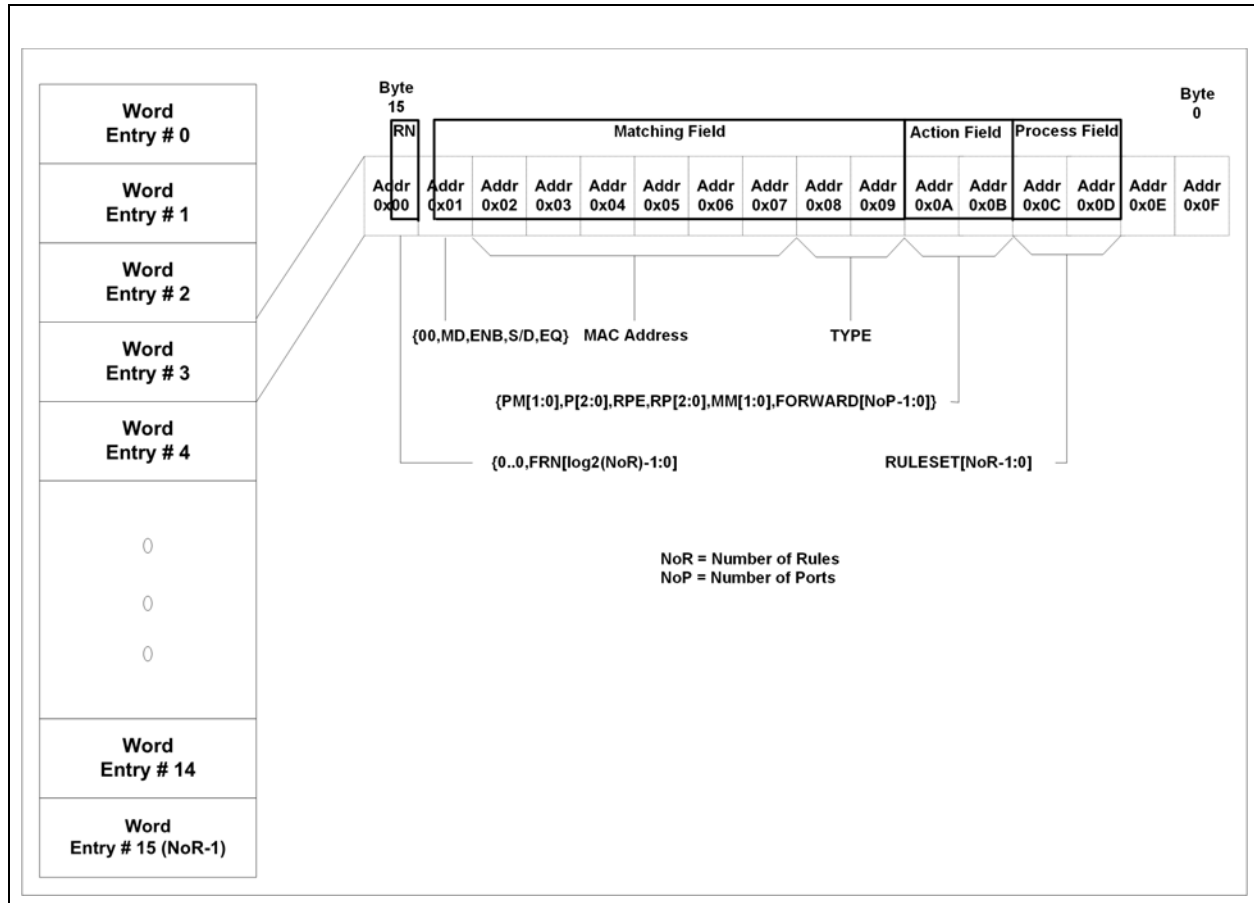 Word
Entry # 0
Word
Entry # 1
Word
Entry # 2
Word
Entry # 3
Word
Entry # 4
0
0
0
Word
Entry # 14
Word
Entry # 15 (NoR-1)
Byte
15
Byte
0
RN
Matching Field
Action Field
Process Field
Addr
0x00
Addr
0x01
Addr
0x02
Addr
0x03
Addr
0x04
Addr
0x05
Addr
0x06
Addr
0x07
Addr
0x08
Addr
0x09
Addr
0x0A
Addr
0x0B
Addr
0x0C
Addr
0x0D
Addr
0x0E
Addr
0x0F
{00,MD,ENB,S/D,EQ}
MAC Address
TYPE
{PM[1:0],P[2:0],RPE,RP[2:0],MM[1:0],FORWARD[NoP-1:0]}
{0..0,FRN[log2(NoR)-1:0]
RULESET[NoR-1:0]
NoR = Number of Rules
NoP = Number of Ports